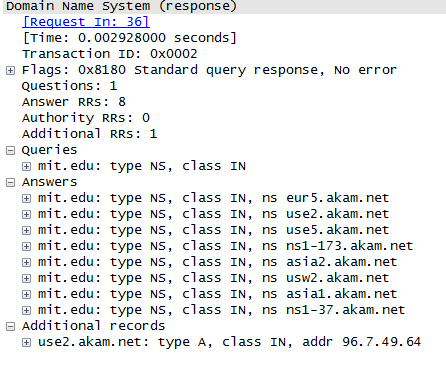 Domain Name System (response)
[Request In: 36]
[Time: 0.002928000 seconds]
Transaction ID: 0x0002
Flags: 0x8180 Standard query response, No error
Questions: 1
Answer RRs: 8
Authority RRs: 0
Additional RRs: 1
Queries
mit.edu: type NS, class IN
Answers
mit.edu: type NS, class IN, ns eur5.akam.net
mit.edu: type NS, class IN, ns use2.akam.net
mit.edu: type NS, class IN, ns use5.akam.net
mit.edu: type NS, class IN, ns ns1-173.akam.net
mit.edu: type NS, class IN, ns asia2.akam.net
mit.edu: type NS, class IN, ns usw2.akam.net
mit.edu: type NS, class IN, ns asia1.akam.net
mit.edu: type NS, class IN, ns ns1-37.akam.net
Additional records
use2.akam.net: type A, class IN, addr 96.7.49.64